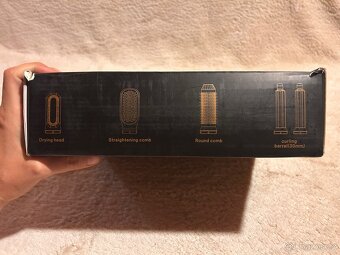 Drying head
Straightening comb
Round comb
curling
barrel(30mm)